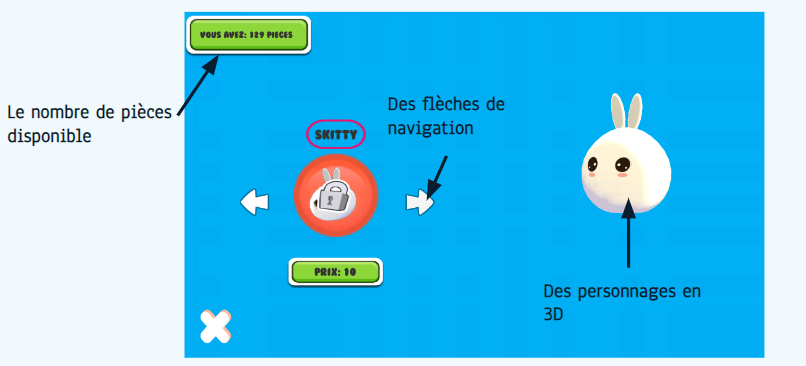 VOUS AVEZ: 129 PIECES
Le nombre de pièces
disponible
Des flèches de
navigation
SKITTY
PRIX: 10
Des personnages en
3D